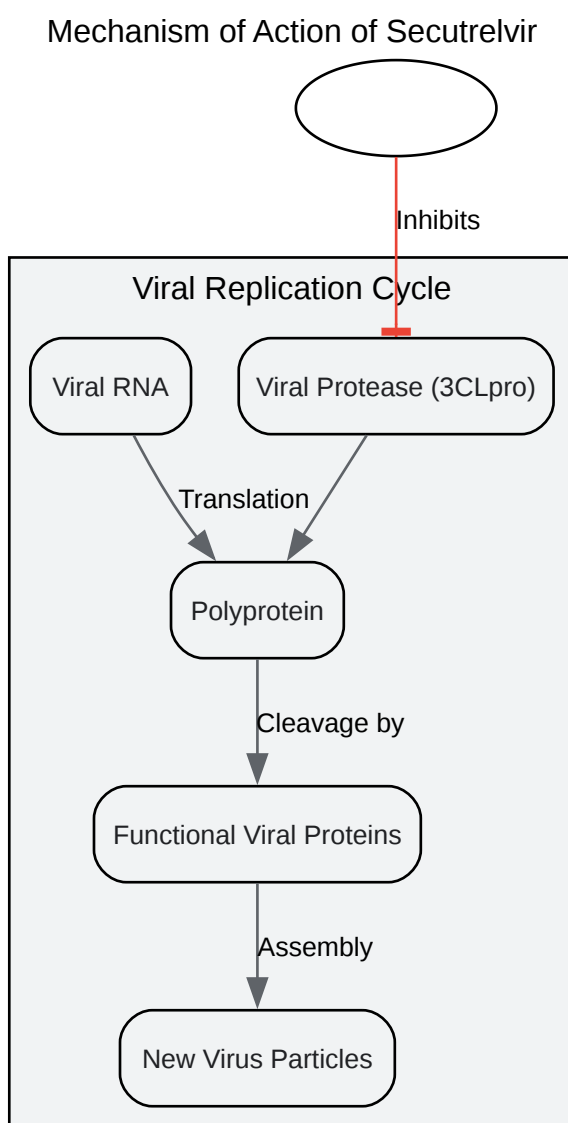 Mechanism of Action of Secutrelvir
Inhibits
Viral Replication Cycle
Viral RNA
Viral Protease (3CLpro)
Translation
Polyprotein
Cleavage by
Functional Viral Proteins
Assembly
New Virus Particles